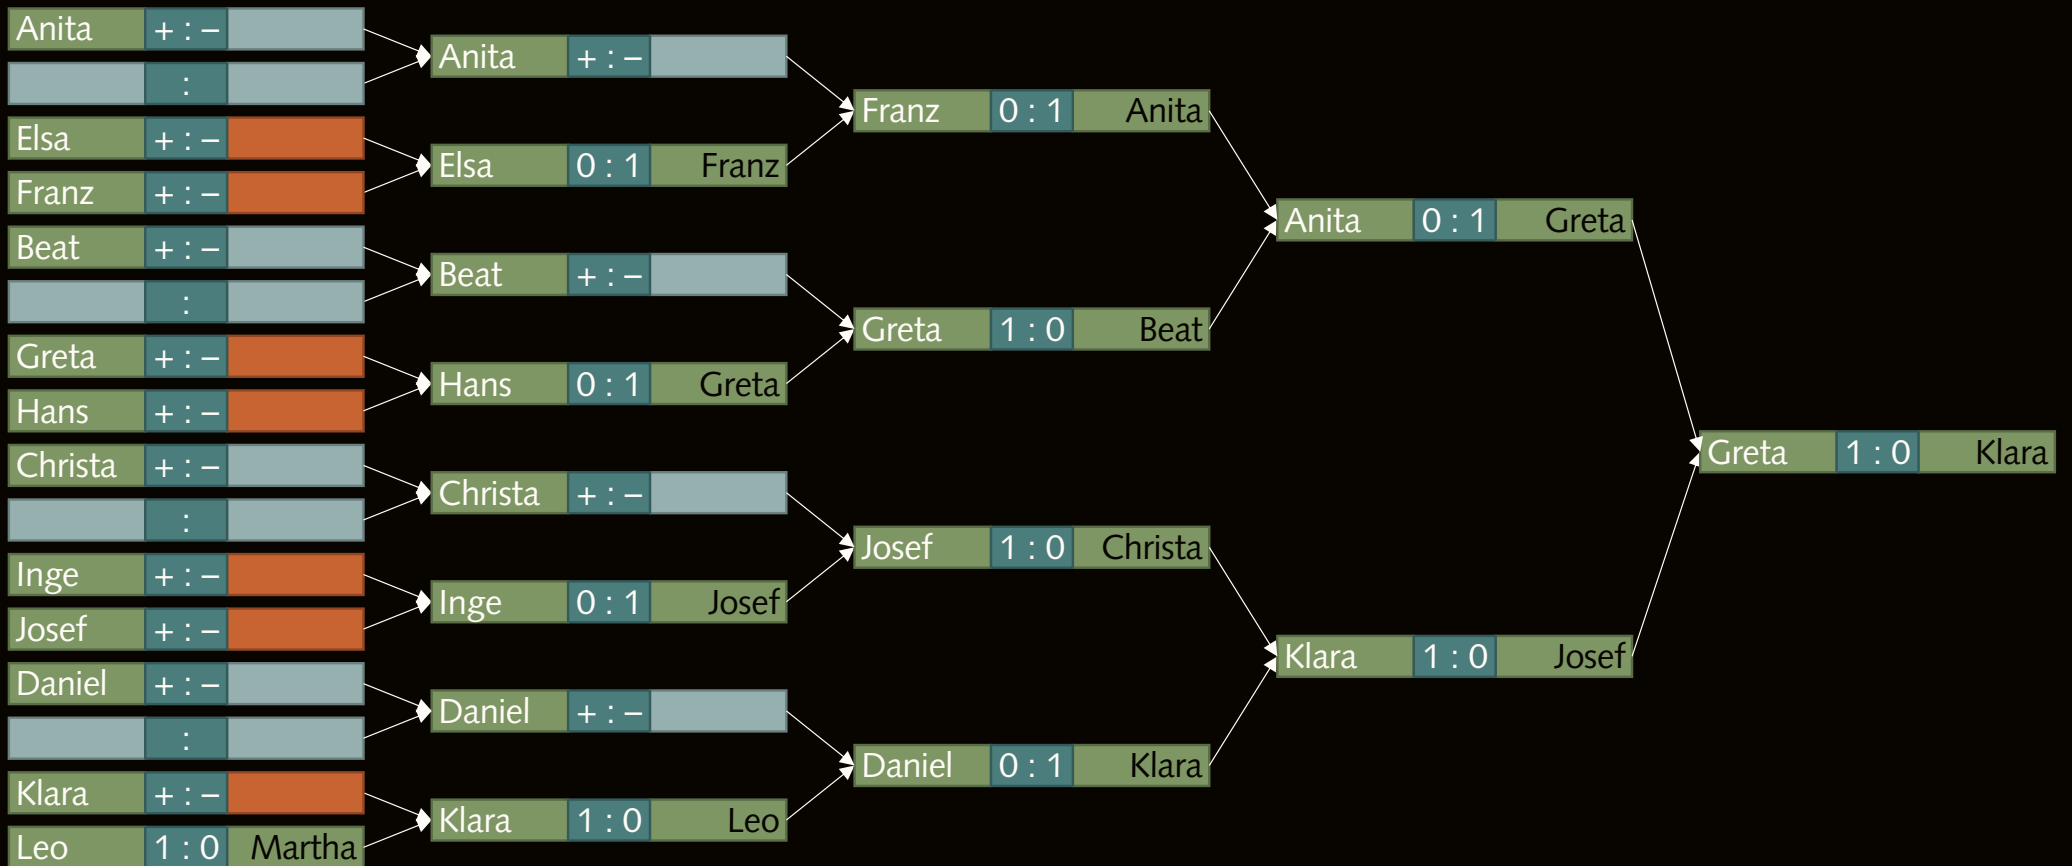 Anita + : –
:
Elsa + : –
Franz + : –
Beat + : –
:
Greta + : –
Hans + : –
Christa + : –
:
Inge + : –
Josef + : –
Daniel + : –
:
Klara + : –
Leo 1 : 0 Martha
Anita + : –
Elsa 0 : 1 Franz
Beat + : –
Hans 0 : 1 Greta
Christa + : –
Inge 0 : 1 Josef
Daniel + : –
Klara 1 : 0 Leo
Franz 0 : 1 Anita
Greta 1 : 0 Beat
Josef 1 : 0 Christa
Daniel 0 : 1 Klara
Anita 0 : 1 Greta
Klara 1 : 0 Josef
Greta 1 : 0 Klara